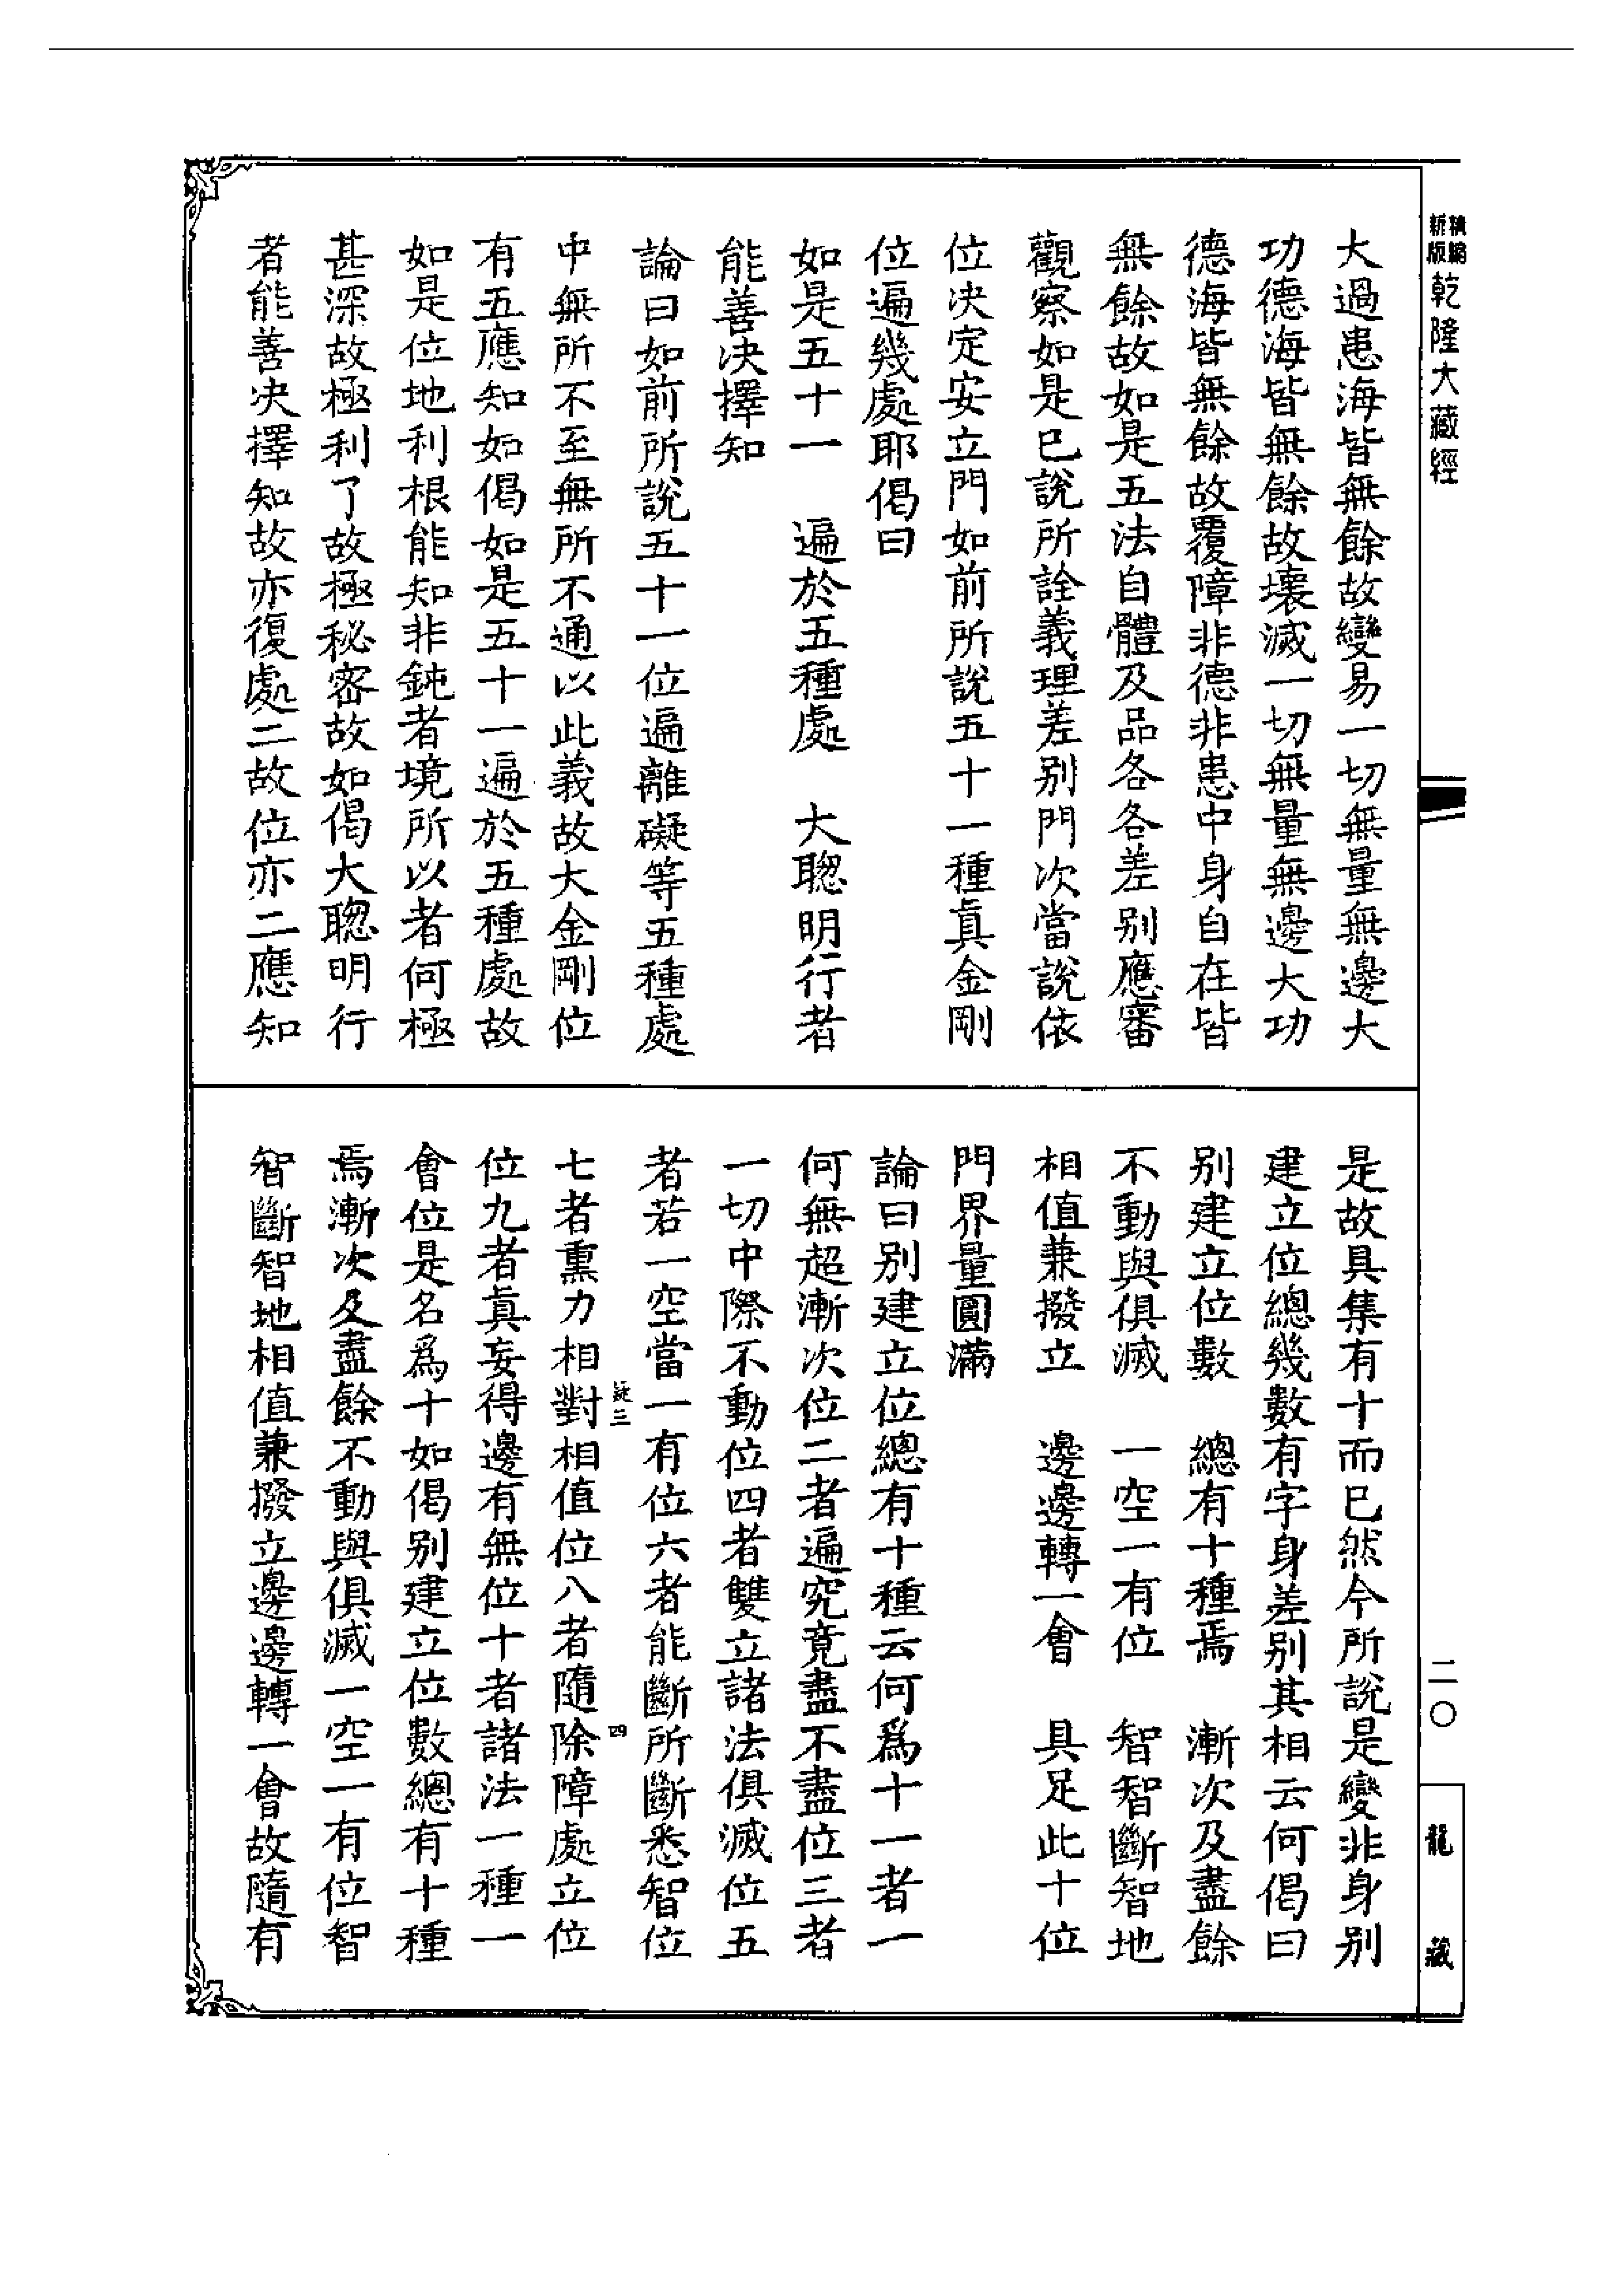 新版精縮乾隆大藏經
大過患海皆無餘故變易一切無量無邊大
功德海皆無餘故壞滅一切無量無邊大功
德海皆無餘故覆障非德非患中身自在皆
無餘故如是五法自體及品各各差别應審
觀察如是已說所詮義理差别門次當說依
位决定安立門如前所說五十一種真金剛
位遍幾處耶偈曰
如是五十一　遍於五種處　大聰明行者
能善决擇知
論曰如前所說五十一位遍離礙等五種處
中無所不至無所不通以此義故大金剛位
有五應知如偈如是五十一遍於五種處故
如是位地利根能知非鈍者境所以者何極
甚深故極利了故極秘密故如偈大聰明行
者能善决擇知故亦復處二故位亦二應知
是故具集有十而已然今所說是變非身别
建立位總幾數有字身差别其相云何偈曰
别建立位數　總有十種焉　漸次及盡餘
不動與俱滅　一空一有位　智智斷智地
相值兼撥立　邊邊轉一會　具足此十位
門界量圓滿
論曰别建立位總有十種云何爲十一者一
何無超漸次位二者遍究竟盡不盡位三者
一切中際不動位四者雙立諸法俱滅位五
者若一空當一有位六者能斷所斷悉智位
疑三
四
七者熏力相對相值位八者隨除障處立位
位九者真妄得邊有無位十者諸法一種一
會位是名爲十如偈别建立位數總有十種
焉漸次及盡餘不動與俱滅一空一有位智
智斷智地相值兼撥立邊邊轉一會故隨有
二〇
龍藏